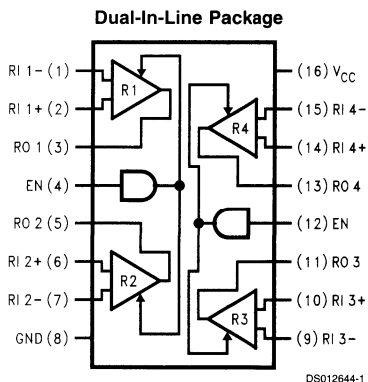 Dual-In-Line Package
RI 1- (1)
RI 1+ (2)
RO 1 (3)
EN (4)
RO 2 (5)
RI 2+ (6)
RI 2- (7)
GND (8)
R1
R2
R4
R3
(16) VCC
(15) RI 4-
(14) RI 4+
(13) RO 4
(12) EN
(11) RO 3
(10) RI 3+
(9) RI 3-
DS012644-1